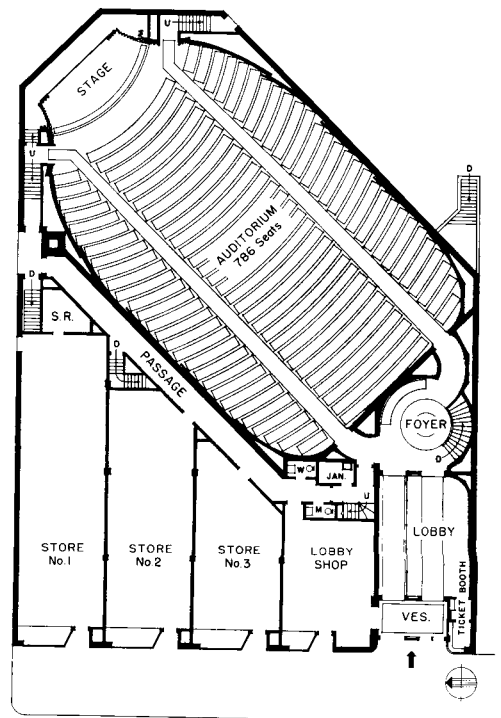 U
STAGE
U
D
AUDITORIUM
786 Seats
D
S.R.
D
PASSAGE
FOYER
W
JAN.
D
M
U
LOBBY
STORE
No.1
STORE
No.2
STORE
No.3
LOBBY
SHOP
TICKET BOOTH
VES.